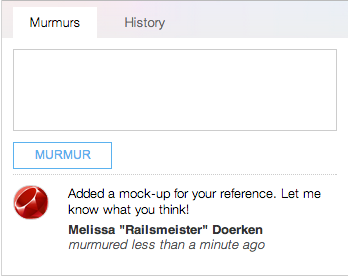 Murmurs History
MURMUR
Added a mock-up for your reference. Let me
know what you think!
Melissa "Railsmeister" Doerken
murmured less than a minute ago